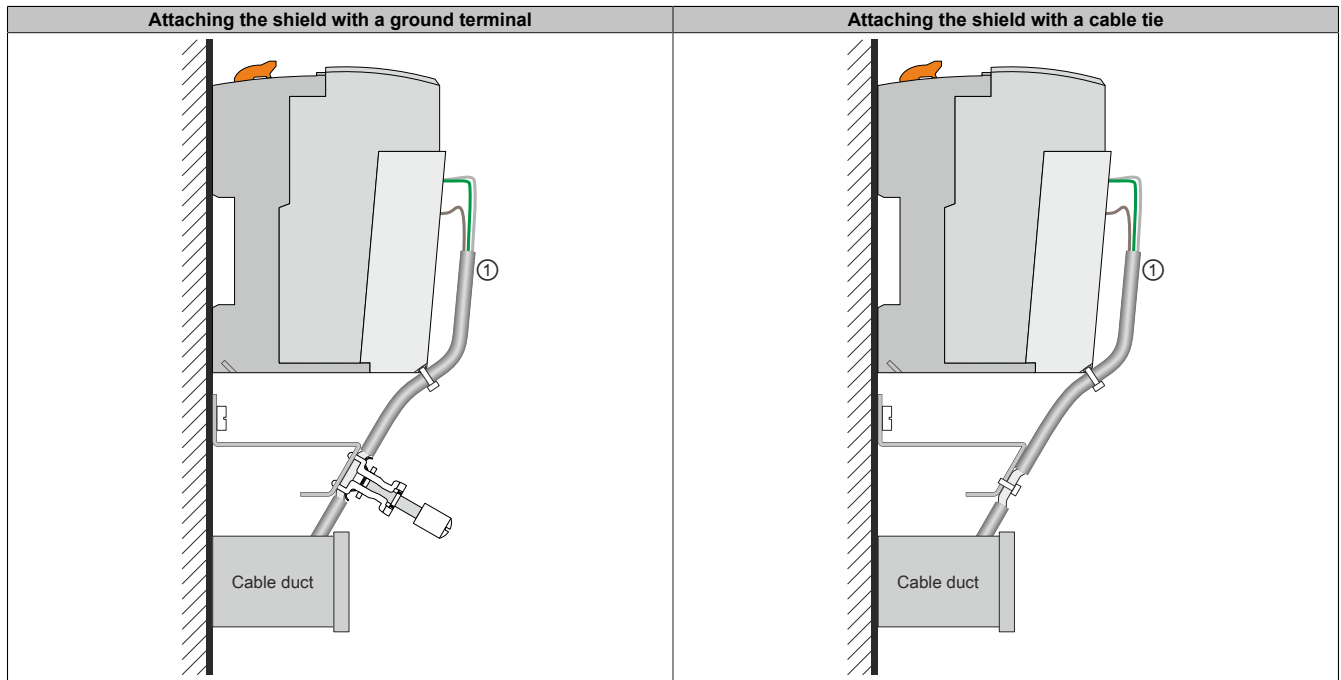 Attaching the shield with a ground terminal
Attaching the shield with a cable tie
①
①
Cable duct
Cable duct